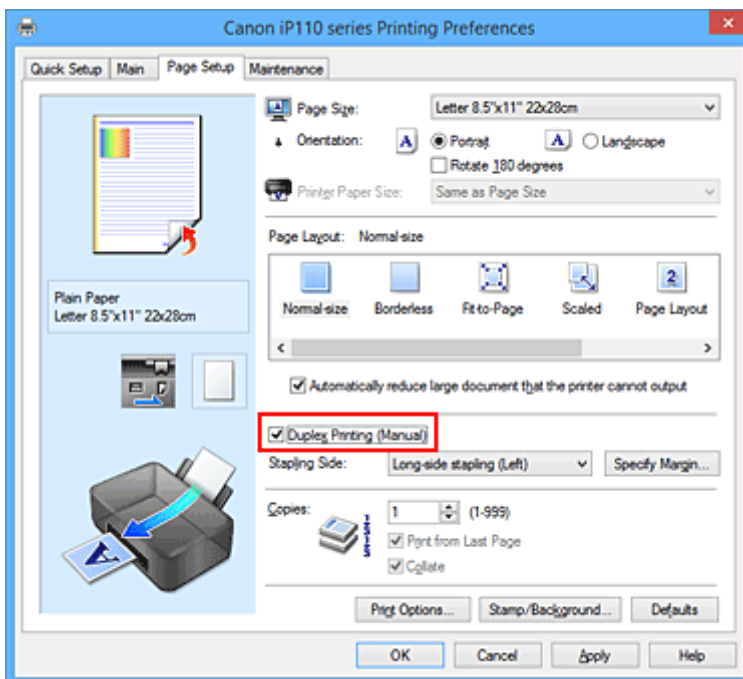 Canon iP110 series Printing Preferences
Quick Setup Main Page Setup Maintenance
Page Size: Letter 8.5"x11" 22x28cm
Orientation: A Portrait A Landscape
Rotate 180 degrees
Printer Paper Size: Same as Page Size
Page Layout: Normal-size
2
Normal-size Borderless Fit-to-Page Scaled Page Layout
Plain Paper
Letter 8.5"x11" 22x28cm
Automatically reduce large document that the printer cannot output
Duplex Printing (Manual)
Stapling Side: Long-side stapling (Left) Specify Margin...
Copies: 1 (1-999)
Print from Last Page
Collate
A
Print Options... Stamp/Background... Defaults
OK Cancel Apply Help